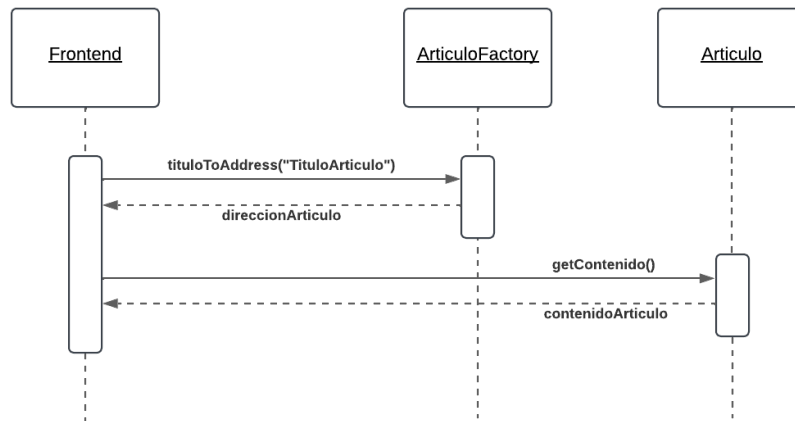 Frontend
ArticuloFactory
Articulo
tituloToAddress("TituloArticulo")
direccionArticulo
getContenido()
contenidoArticulo